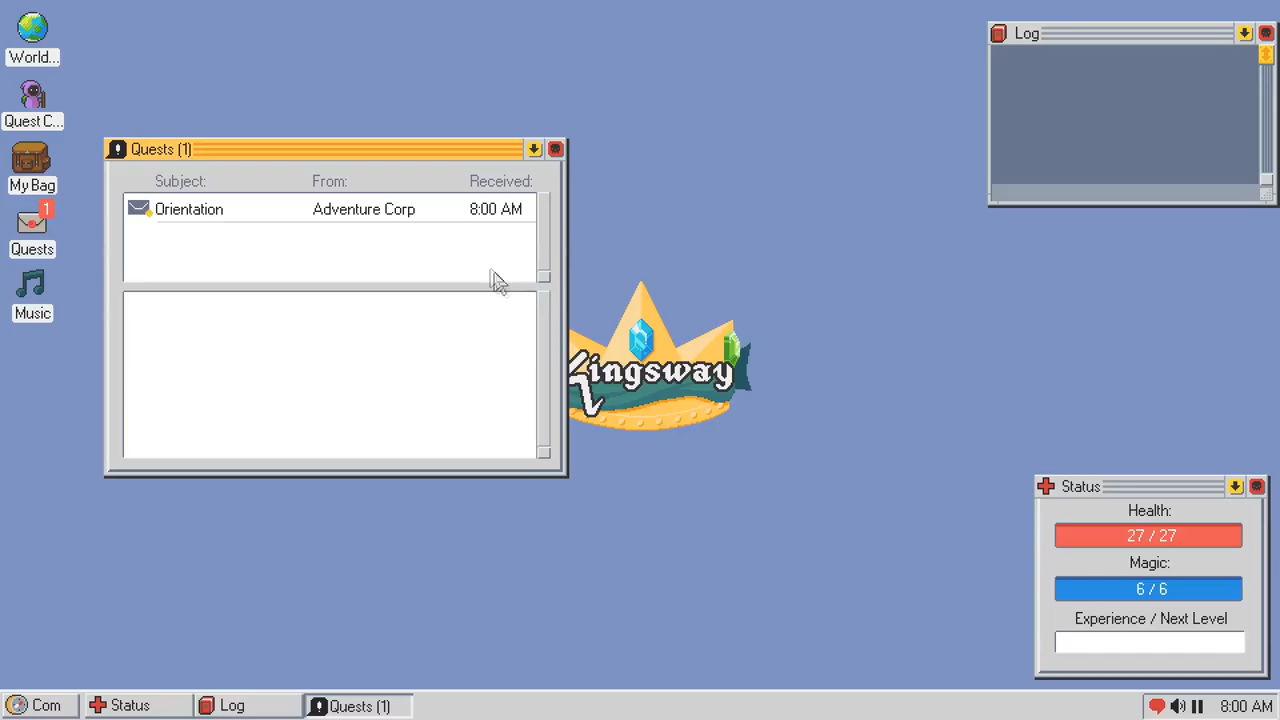 World...
Quest C...
My Bag
1
Quests
Music
Quests (1)
Subject: From: Received:
Orientation Adventure Corp 8:00 AM
Kingsway
Log
Status
Health:
27 / 27
Magic:
6 / 6
Experience / Next Level
Com Status Log Quests (1) 8:00 AM